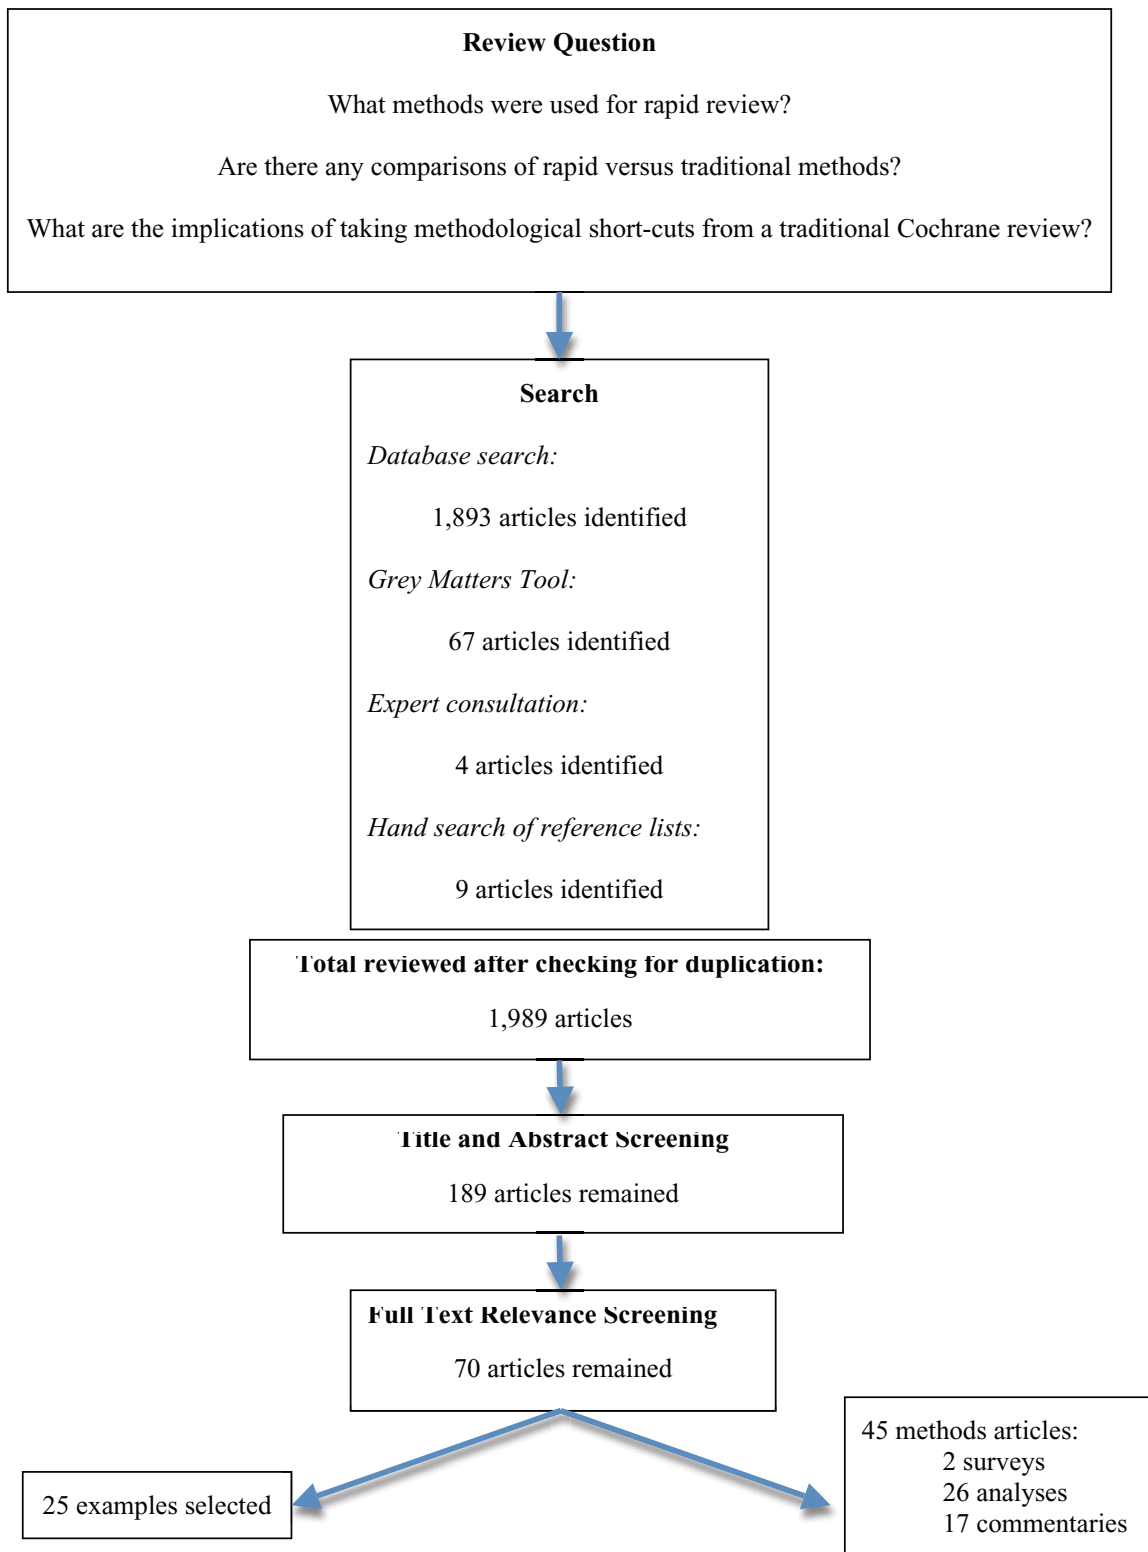 Review Question
What methods were used for rapid review?
Are there any comparisons of rapid versus traditional methods?
What are the implications of taking methodological short-cuts from a traditional Cochrane review?
Search
Database search:
1,893 articles identified
Grey Matters Tool:
67 articles identified
Expert consultation:
4 articles identified
Hand search of reference lists:
9 articles identified
Total reviewed after checking for duplication:
1,989 articles
Title and Abstract Screening
189 articles remained
Full Text Relevance Screening
70 articles remained
25 examples selected
45 methods articles:
2 surveys
26 analyses
17 commentaries